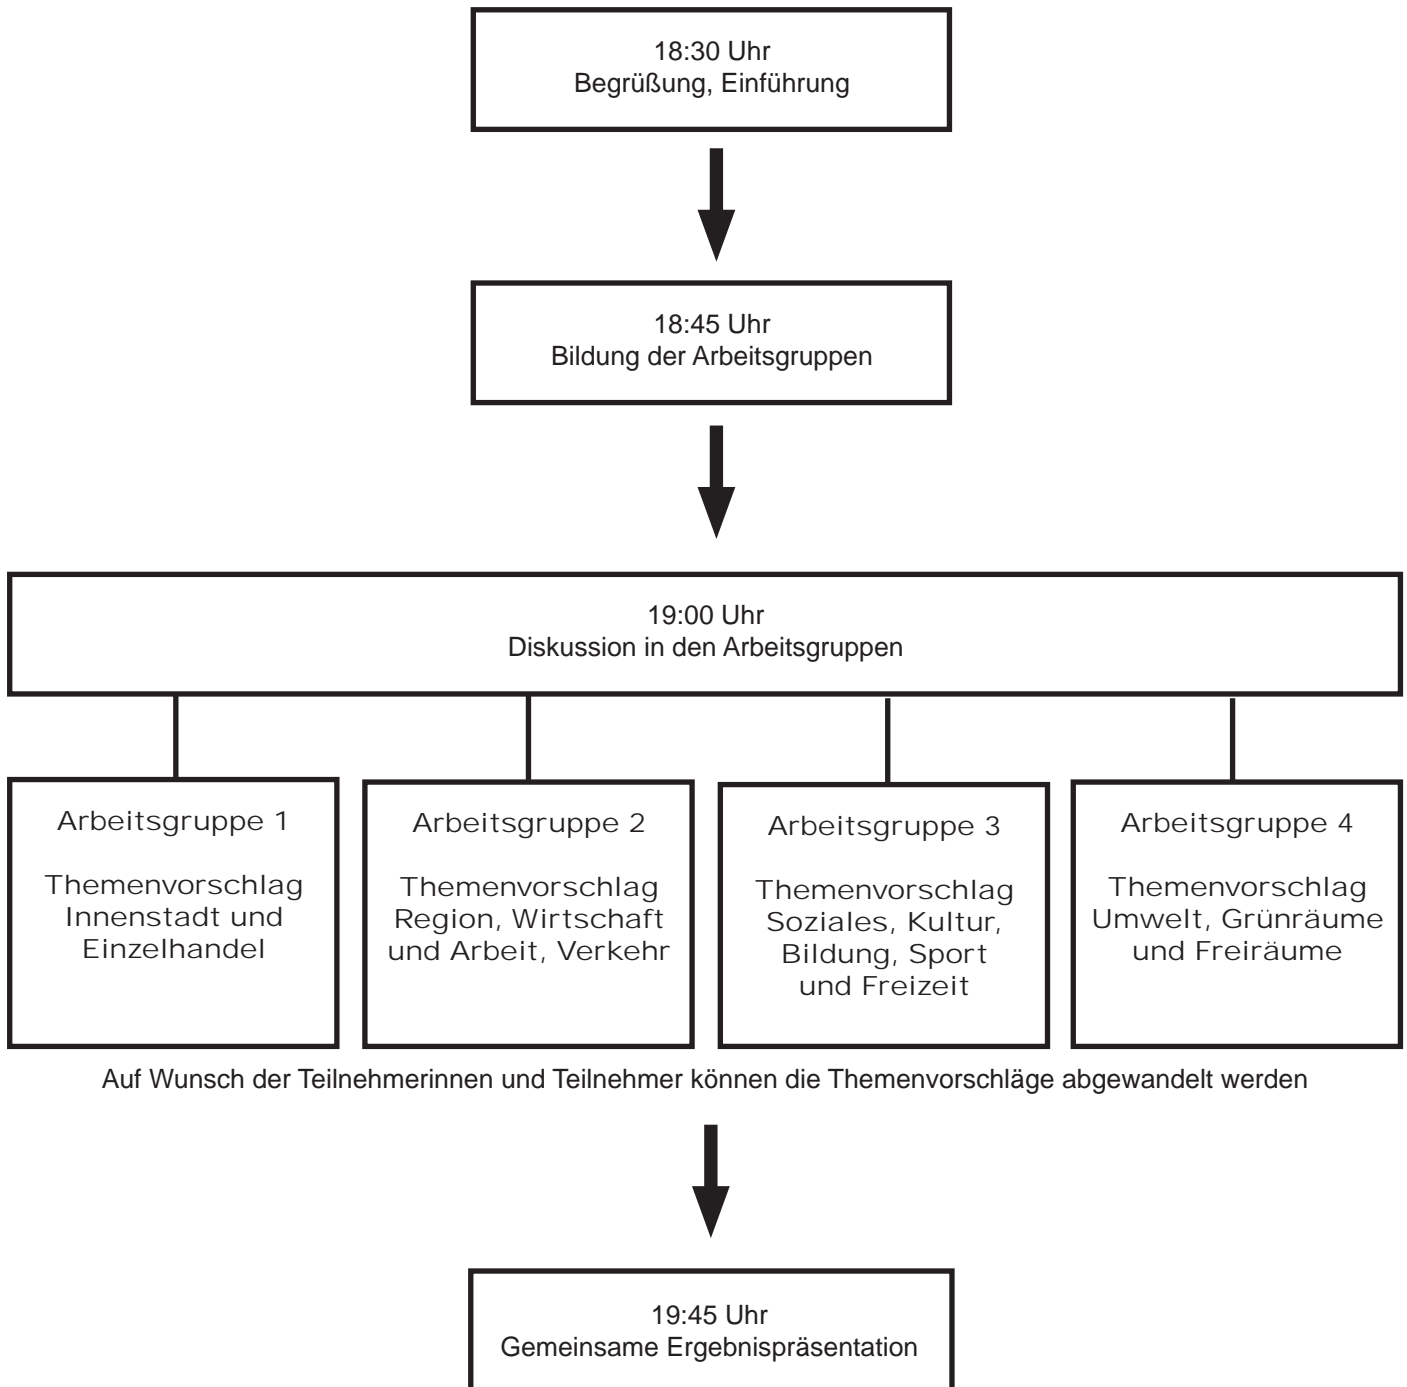 18:30 Uhr
Begrüßung, Einführung
18:45 Uhr
Bildung der Arbeitsgruppen
19:00 Uhr
Diskussion in den Arbeitsgruppen
Arbeitsgruppe 1
Themenvorschlag
Innenstadt und
Einzelhandel
Arbeitsgruppe 2
Themenvorschlag
Region, Wirtschaft
und Arbeit, Verkehr
Arbeitsgruppe 3
Themenvorschlag
Soziales, Kultur,
Bildung, Sport
und Freizeit
Arbeitsgruppe 4
Themenvorschlag
Umwelt, Grünräume
und Freiräume
Auf Wunsch der Teilnehmerinnen und Teilnehmer können die Themenvorschläge abgewandelt werden
19:45 Uhr
Gemeinsame Ergebnispräsentation